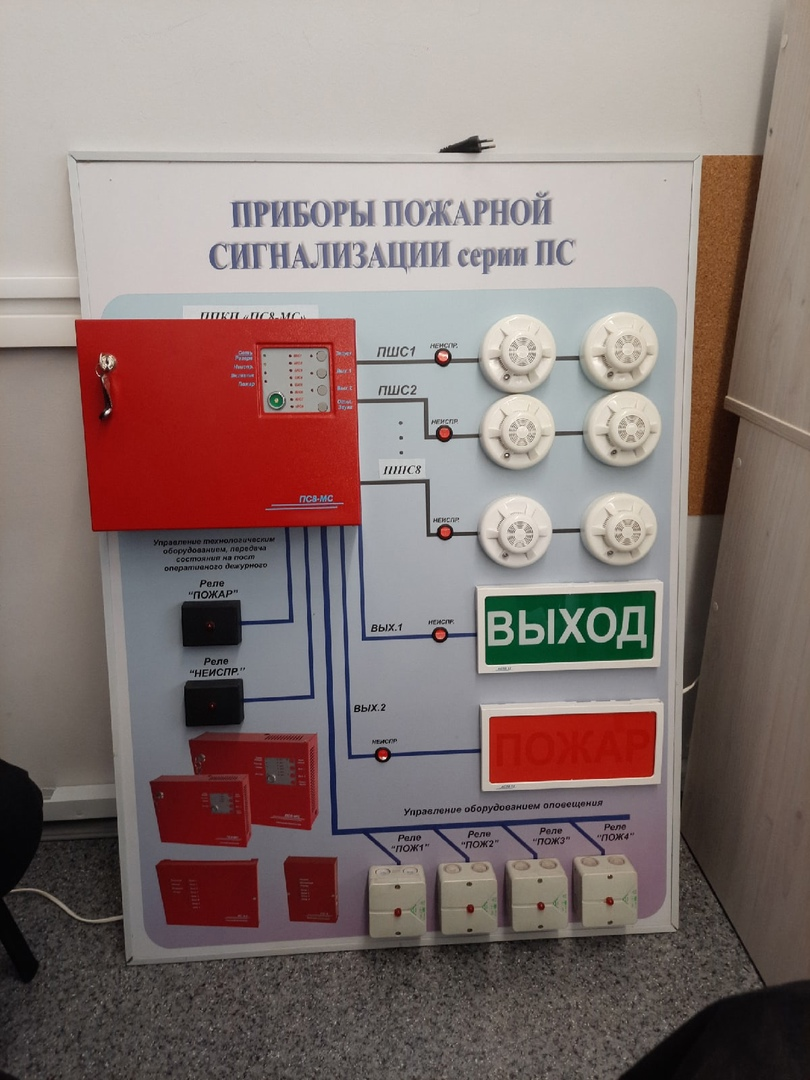 ПРИБОРЫ ПОЖАРНОЙ
СИГНАЛИЗАЦИИ серии ПС
ППКП «ПС8-МС»
ПШС1
НЕИСПР.
ПШС2
НЕИСПР.
ППС8
НЕИСПР.
ПС8-МС
Управление технологическим
оборудованием, передача
состояния на пост
оперативного дежурного
Реле
"ПОЖАР"
Реле
"НЕИСПР."
ВЫХ.1
НЕИСПР.
ВЫХОД
ВЫХ.2
НЕИСПР.
ПОЖАР
Управление оборудованием оповещения
Реле
"ПОЖ1"
Реле
"ПОЖ2"
Реле
"ПОЖ3"
Реле
"ПОЖ4"